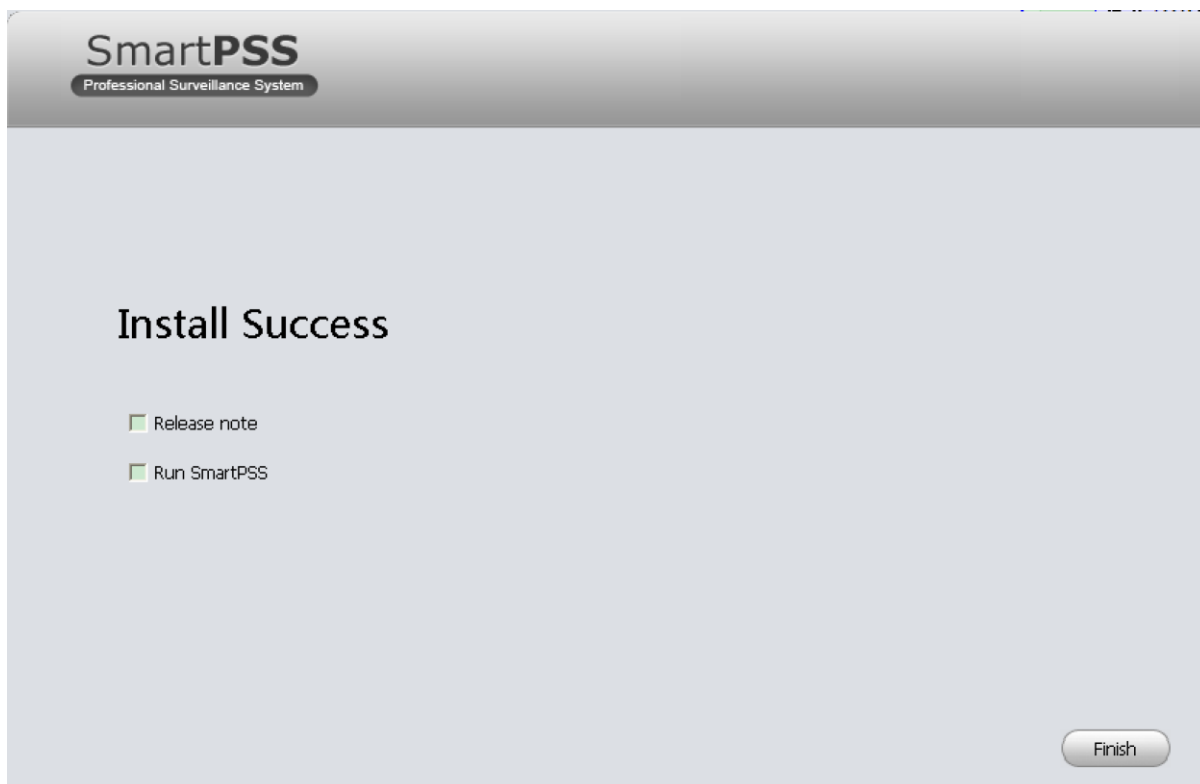 SmartPSS
Professional Surveillance System
Install Success
Release note
Run SmartPSS
Finish